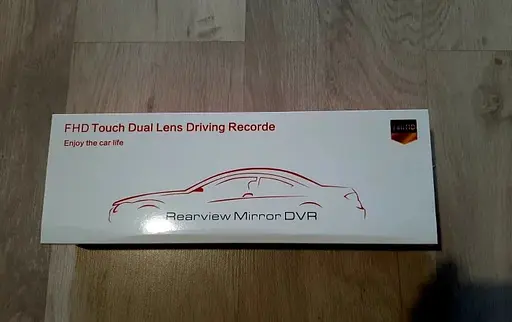 FHD Touch Dual Lens Driving Recorde
Enjoy the car life
Rearview Mirror DVR